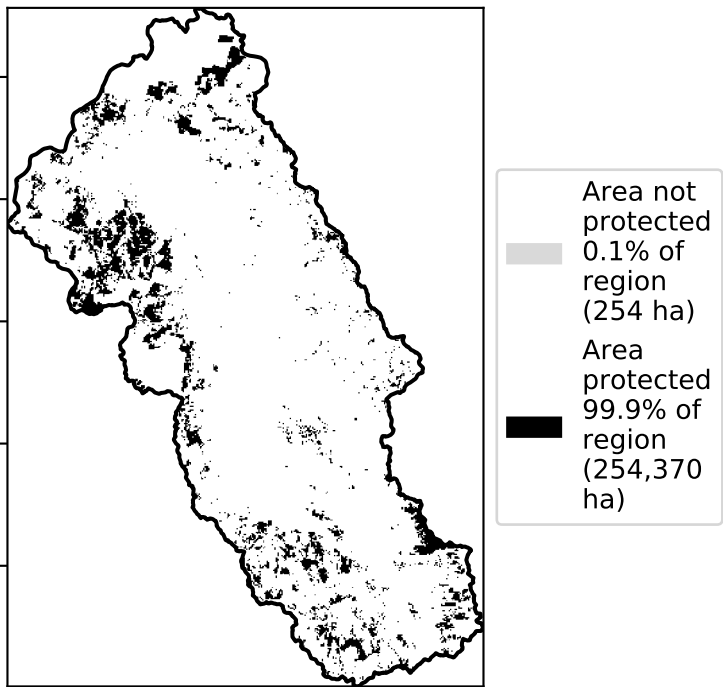 Area not
protected
0.1% of
region
(254 ha)
Area
protected
99.9% of
region
(254,370
ha)